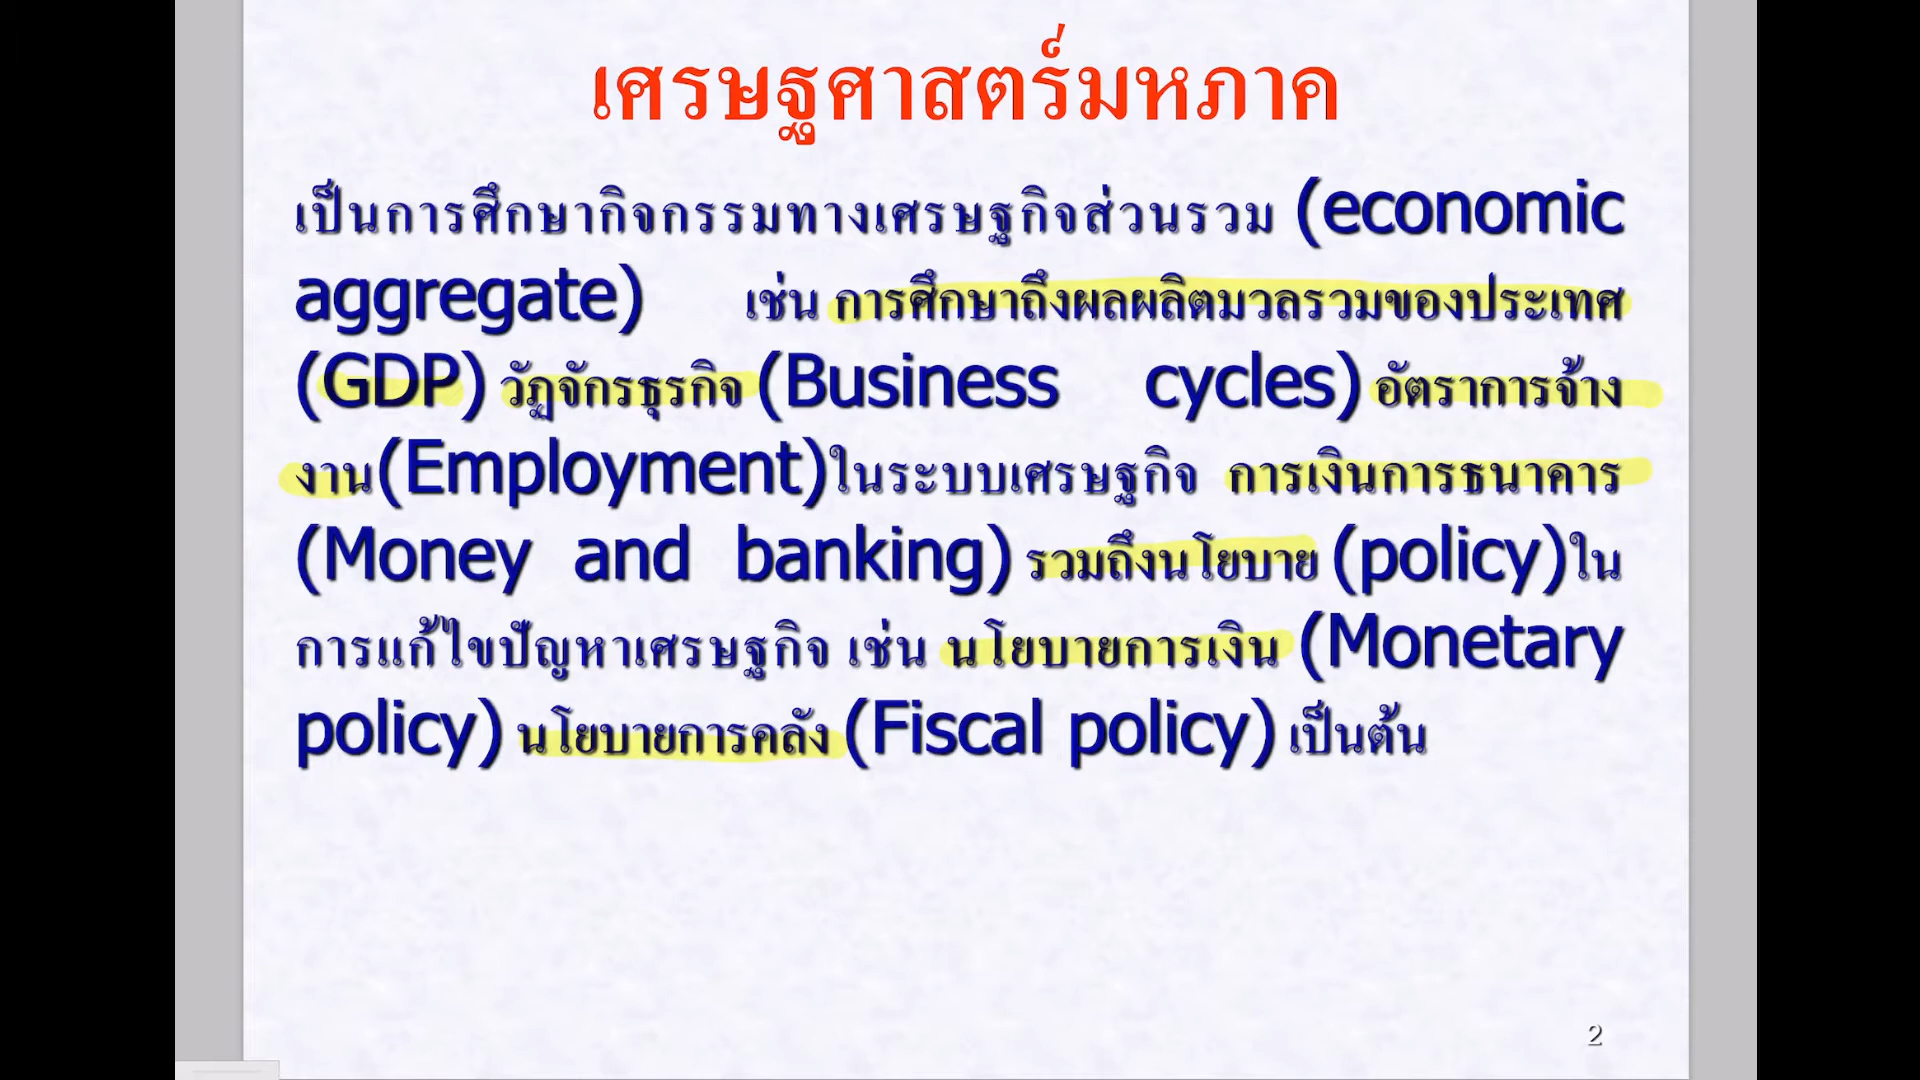 เศรษฐศาสตร์มหภาค
เป็นการศึกษากิจกรรมทางเศรษฐกิจส่วนรวม (economic
aggregate) เช่น การศึกษาถึงผลผลิตมวลรวมของประเทศ
(GDP) วัฏจักรธุรกิจ (Business cycles) อัตราการจ้าง
งาน(Employment)ในระบบเศรษฐกิจ การเงินการธนาคาร
(Money and banking) รวมถึงนโยบาย (policy)ใน
การแก้ไขปัญหาเศรษฐกิจ เช่น นโยบายการเงิน (Monetary
policy) นโยบายการคลัง (Fiscal policy) เป็นต้น
2